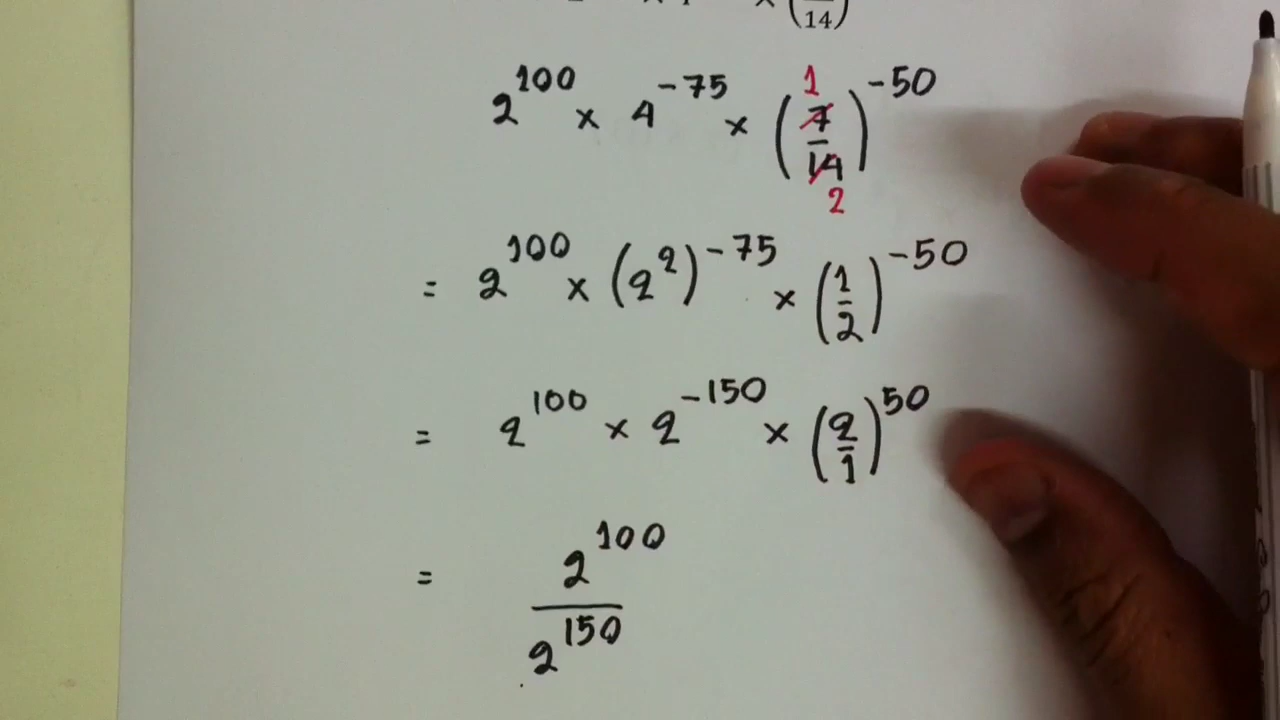 14)
2^100 × 4^-75 × (7/14)^-50
1
2
= 2^100 × (2^2)^-75 × (1/2)^-50
= 2^100 × 2^-150 × (2/1)^50
= 2^100/2^150